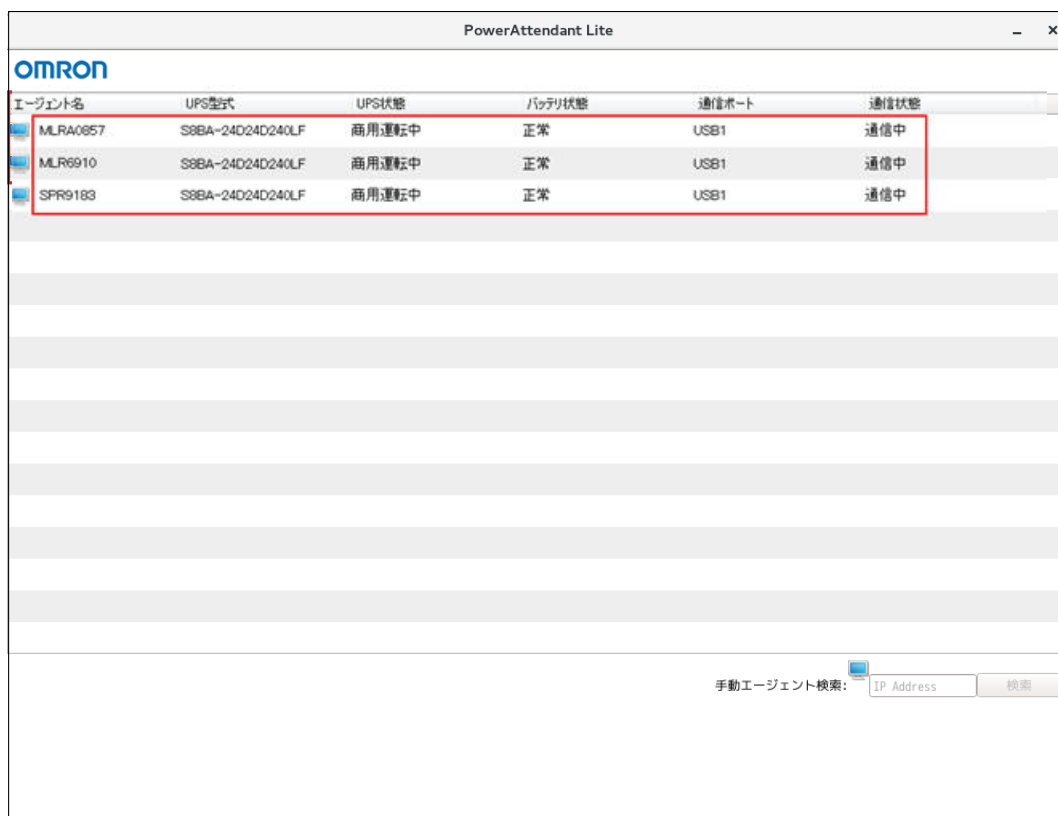 PowerAttendant Lite
OMRON
エージェント名 UPS型式 UPS状態 バッテリ状態 通信ポート 通信状態
MLRA0857 S8BA-24D24D240LF 商用運転中 正常 USB1 通信中
MLR6910 S8BA-24D24D240LF 商用運転中 正常 USB1 通信中
SPR9183 S8BA-24D24D240LF 商用運転中 正常 USB1 通信中
手動エージェント検索: IP Address 検索